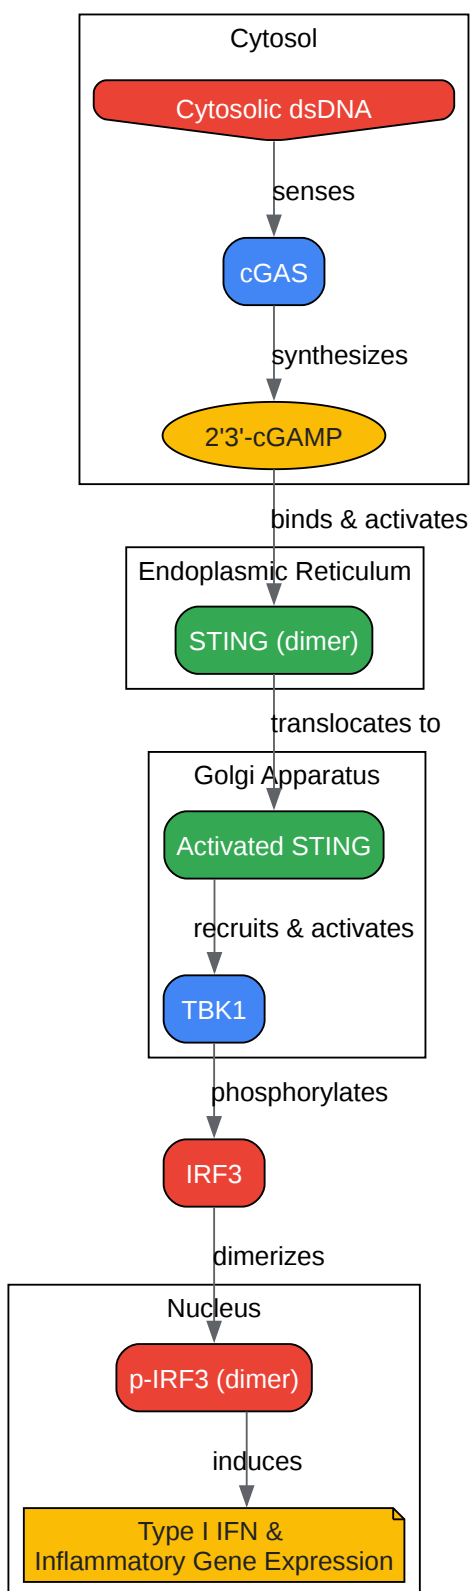 Cytosol
Cytosolic dsDNA
senses
cGAS
synthesizes
2'3'-cGAMP
binds & activates
Endoplasmic Reticulum
STING (dimer)
translocates to
Golgi Apparatus
Activated STING
recruits & activates
TBK1
phosphorylates
IRF3
dimerizes
Nucleus
p-IRF3 (dimer)
induces
Type I IFN &
Inflammatory Gene Expression